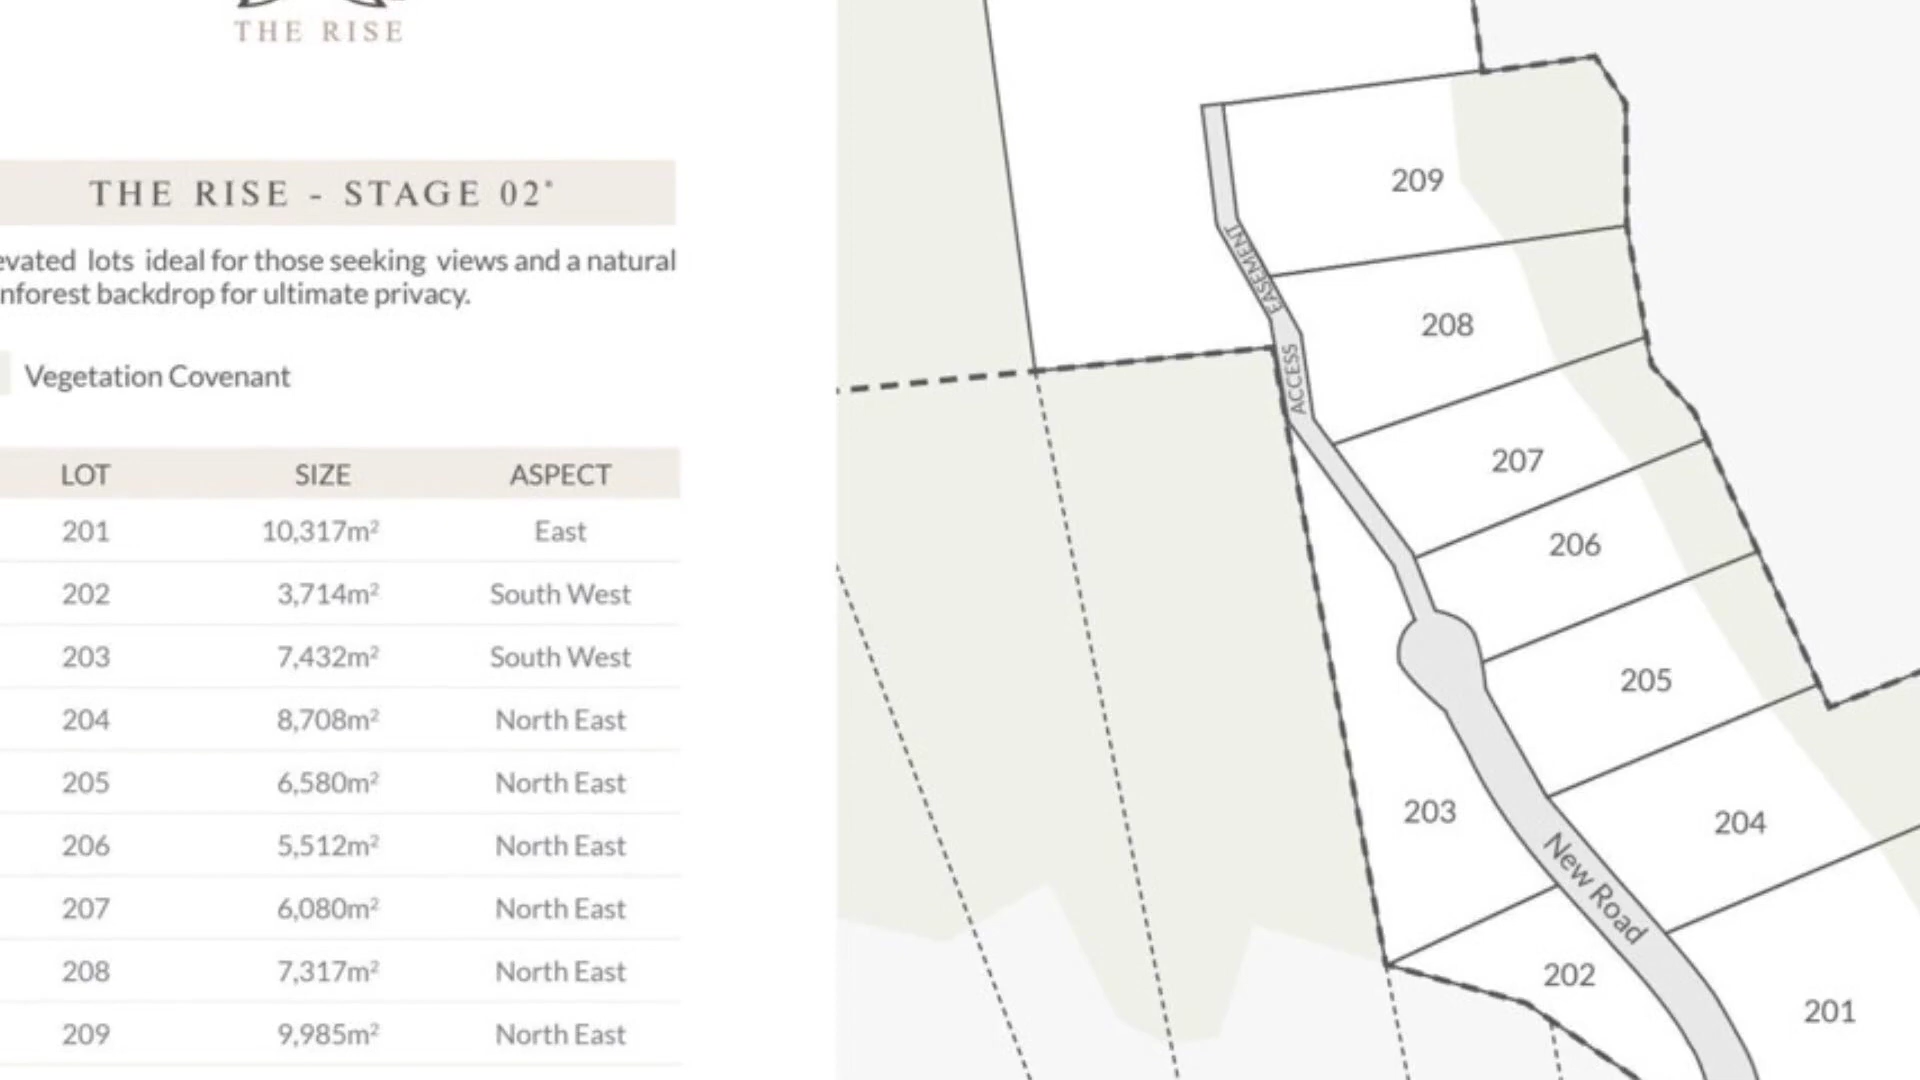 THE RISE
THE RISE - STAGE 02*
evated lots ideal for those seeking views and a natural
nforest backdrop for ultimate privacy.
Vegetation Covenant
LOT SIZE ASPECT
201 10,317m² East
202 3,714m² South West
203 7,432m² South West
204 8,708m² North East
205 6,580m² North East
206 5,512m² North East
207 6,080m² North East
208 7,317m² North East
209 9,985m² North East
209
EASEMENT
208
ACCESS
207
206
205
203
204
New Road
202
201